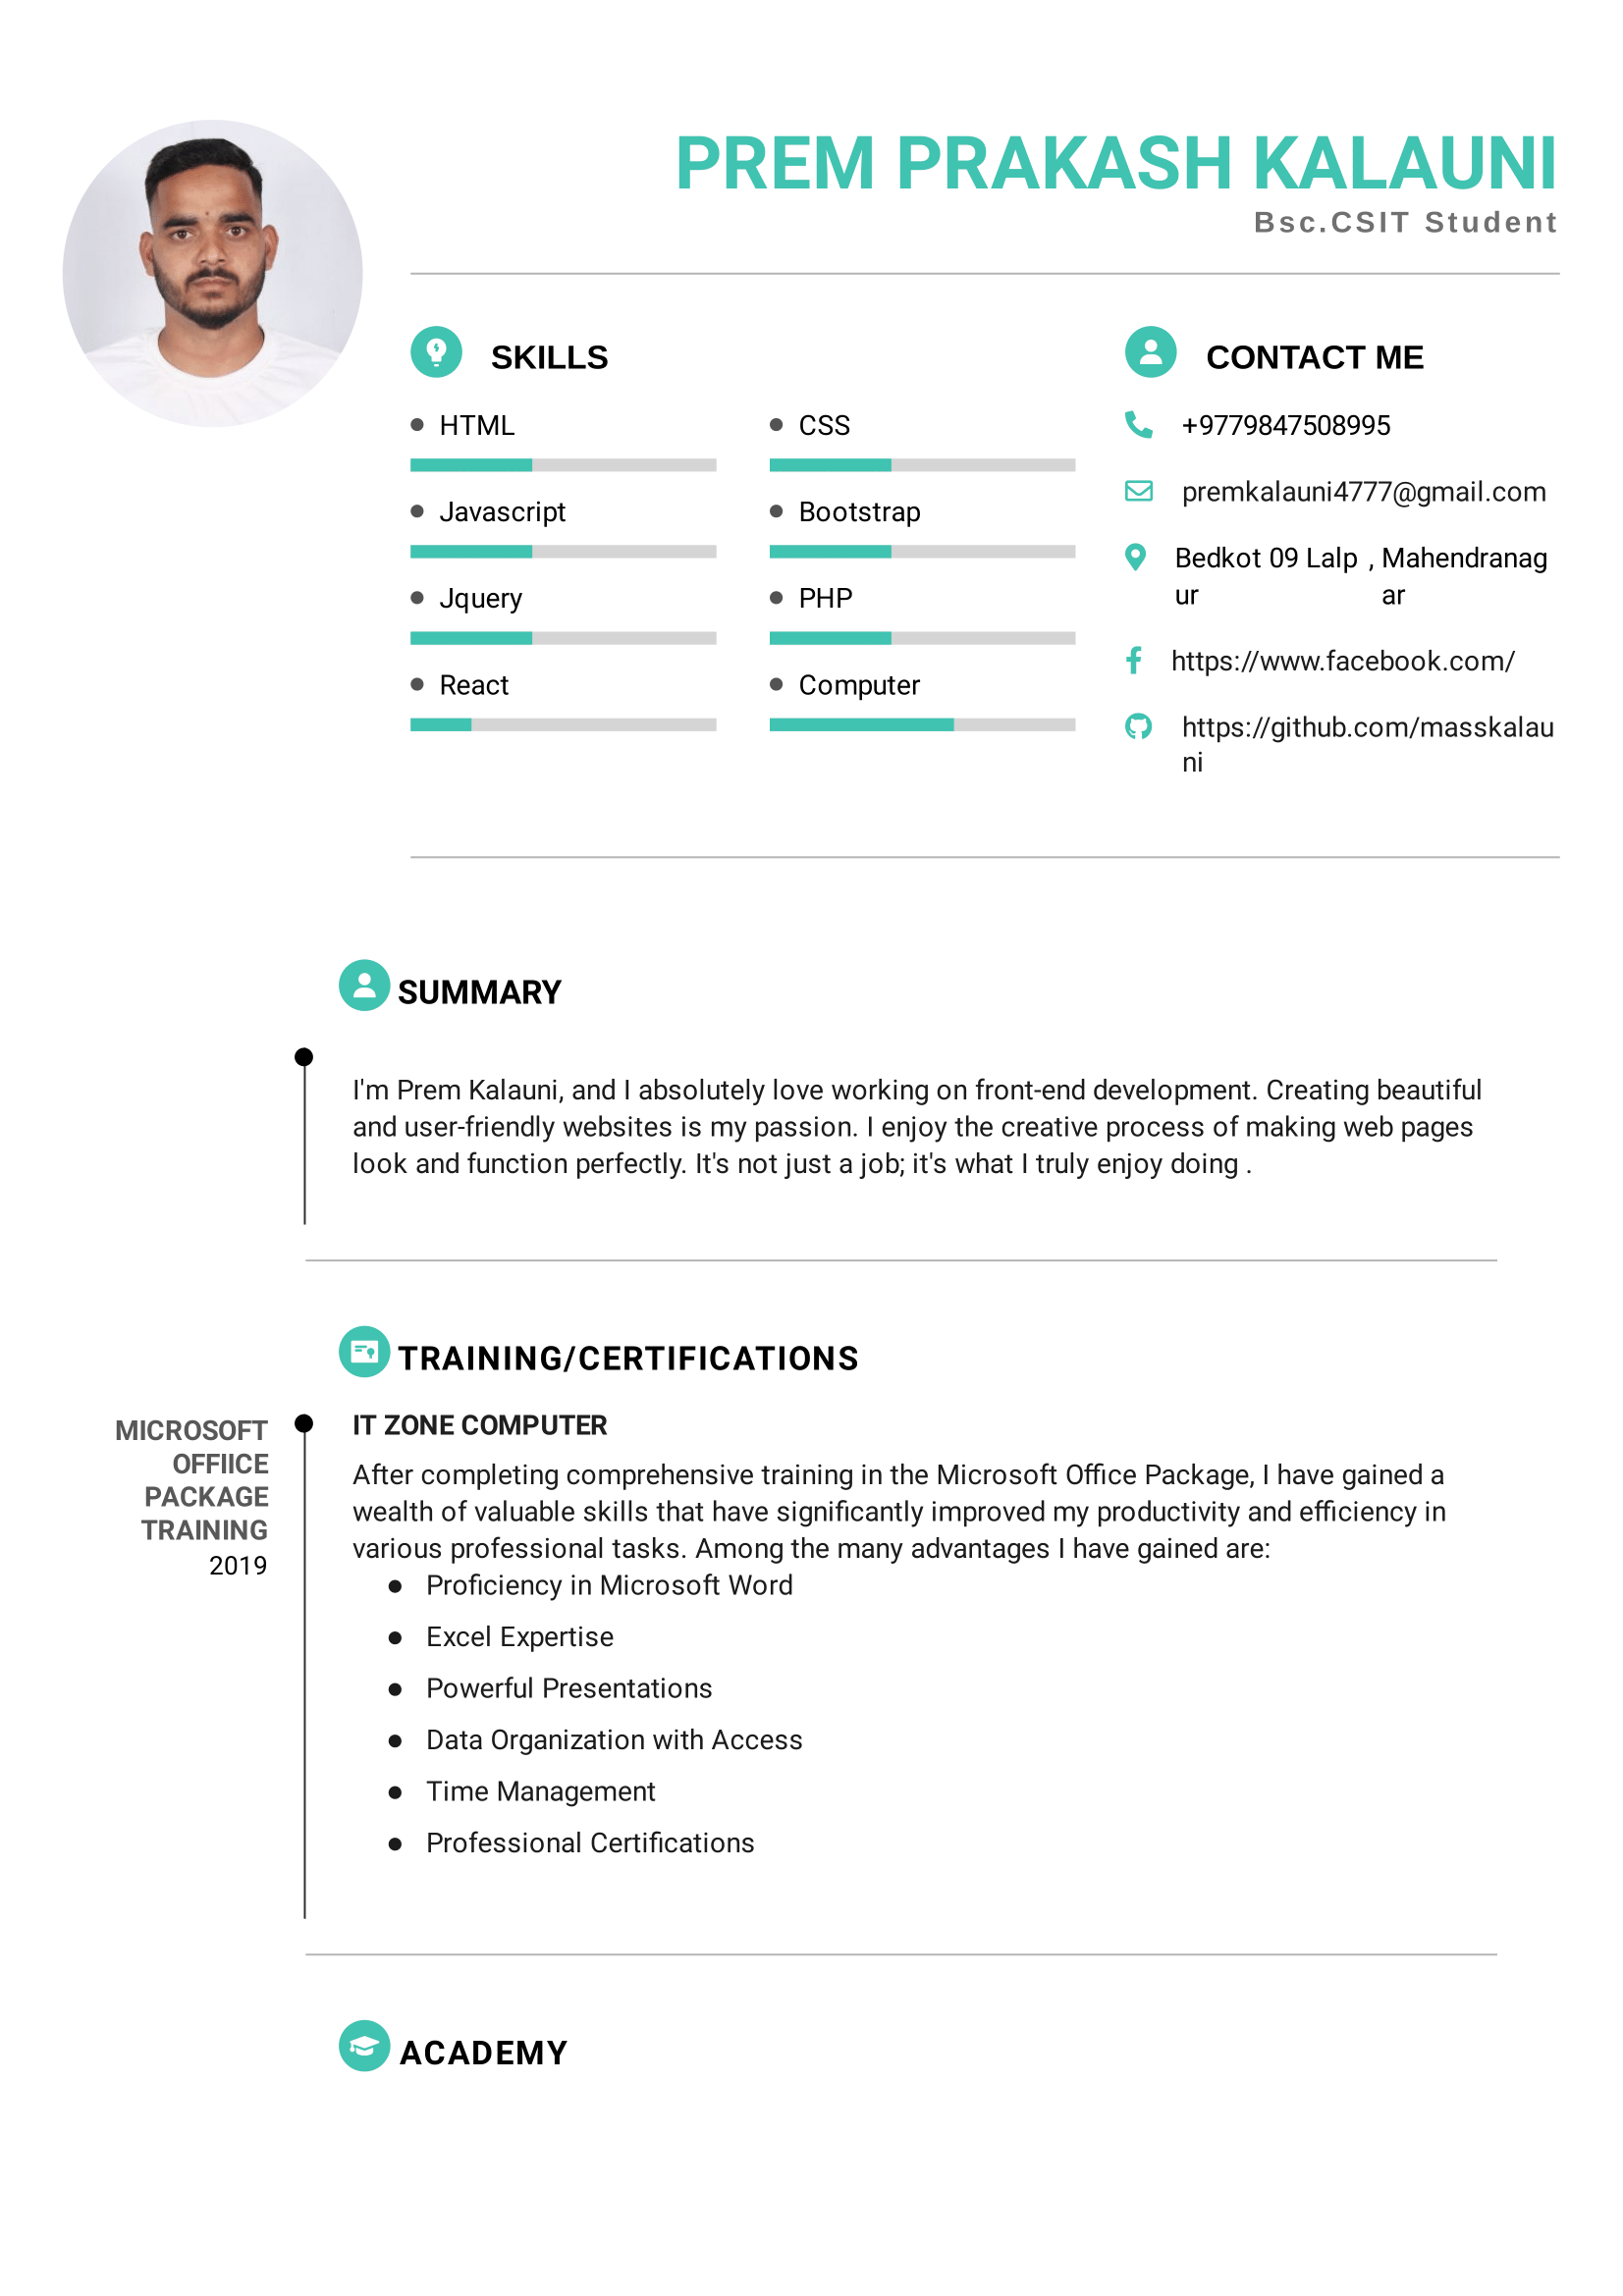 PREM PRAKASH KALAUNI
Bsc.CSIT Student
SKILLS
HTML
CSS
Javascript
Bootstrap
Jquery
PHP
React
Computer
CONTACT ME
+9779847508995
premkalauni4777@gmail.com
Bedkot 09 Lalp , Mahendranag
ur ar
https://www.facebook.com/
https://github.com/masskalau
ni
SUMMARY
I'm Prem Kalauni, and I absolutely love working on front-end development. Creating beautiful
and user-friendly websites is my passion. I enjoy the creative process of making web pages
look and function perfectly. It's not just a job; it's what I truly enjoy doing .
TRAINING/CERTIFICATIONS
MICROSOFT
OFFIICE
PACKAGE
TRAINING
2019
IT ZONE COMPUTER
After completing comprehensive training in the Microsoft Office Package, I have gained a
wealth of valuable skills that have significantly improved my productivity and efficiency in
various professional tasks. Among the many advantages I have gained are:
Proficiency in Microsoft Word
Excel Expertise
Powerful Presentations
Data Organization with Access
Time Management
Professional Certifications
ACADEMY